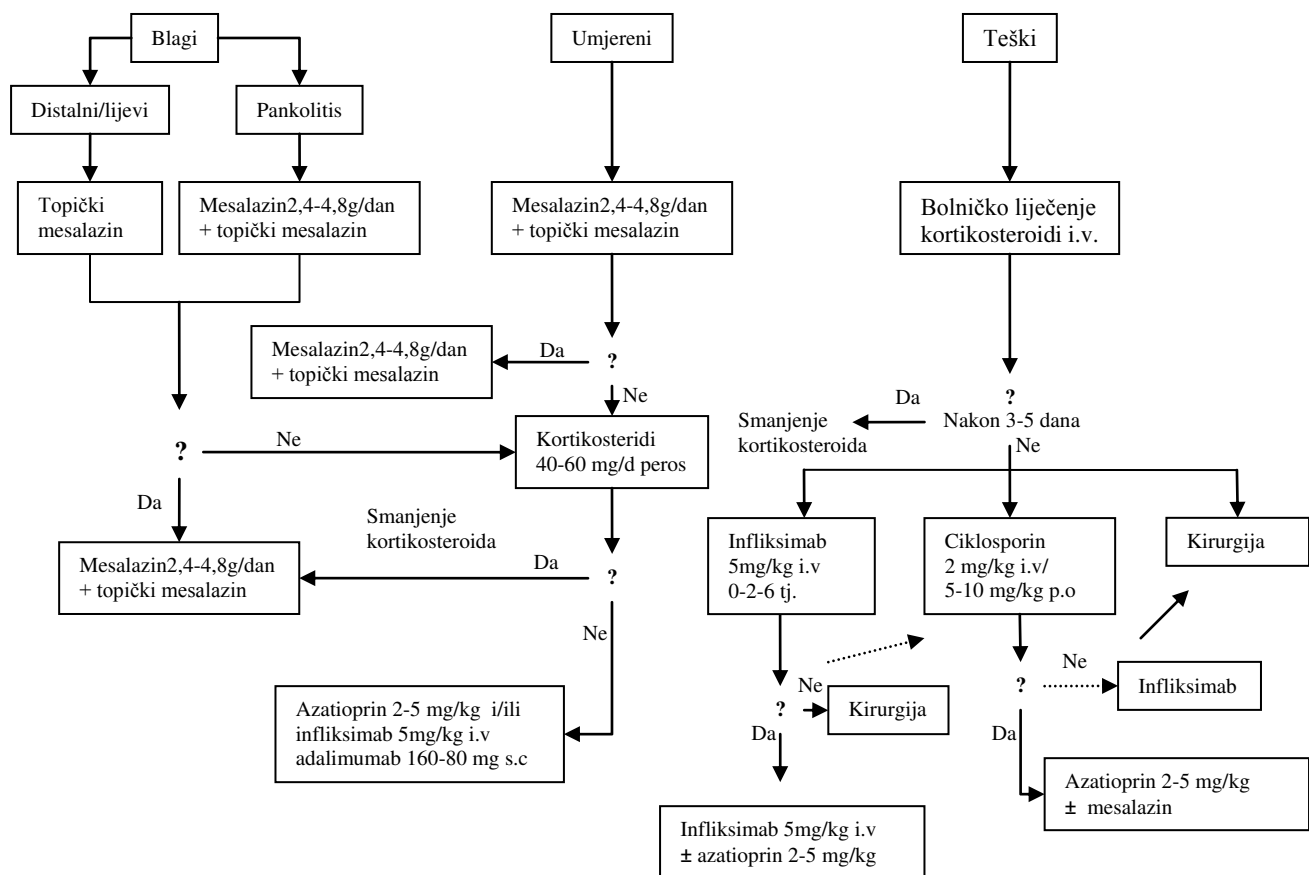 Blagi
Umjereni
Teški
Distalni/lijevi
Pankolitis
Topički
mesalazin
Mesalazin2,4-4,8g/dan
+ topički mesalazin
Mesalazin2,4-4,8g/dan
+ topički mesalazin
Bolničko liječenje
kortikosteroidi i.v.
Mesalazin2,4-4,8g/dan
+ topički mesalazin
Da
?
Ne
Smanjenje
kortikosteroida
Da
?
Nakon 3-5 dana
Ne
?
Ne
Kortikosteridi
40-60 mg/d peros
Da
Smanjenje
kortikosteroida
Mesalazin2,4-4,8g/dan
+ topički mesalazin
Da
?
Ne
Infliksimab
5mg/kg i.v
0-2-6 tj.
Ciklosporin
2 mg/kg i.v/
5-10 mg/kg p.o
Kirurgija
Azatioprin 2-5 mg/kg i/ili
infliksimab 5mg/kg i.v
adalimumab 160-80 mg s.c
?
Ne
Kirurgija
Da
?
Ne
Infliksimab
Da
Infliksimab 5mg/kg i.v
± azatioprin 2-5 mg/kg
Azatioprin 2-5 mg/kg
± mesalazin